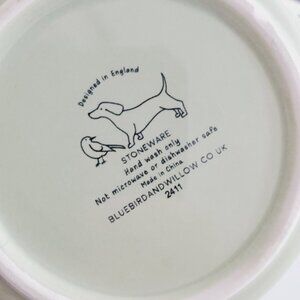 Designed in England
STONEWARE
Hand wash only
Not microwave or dishwasher safe
Made in China
BLUEBIRDANDWILLOW.CO.UK
2411